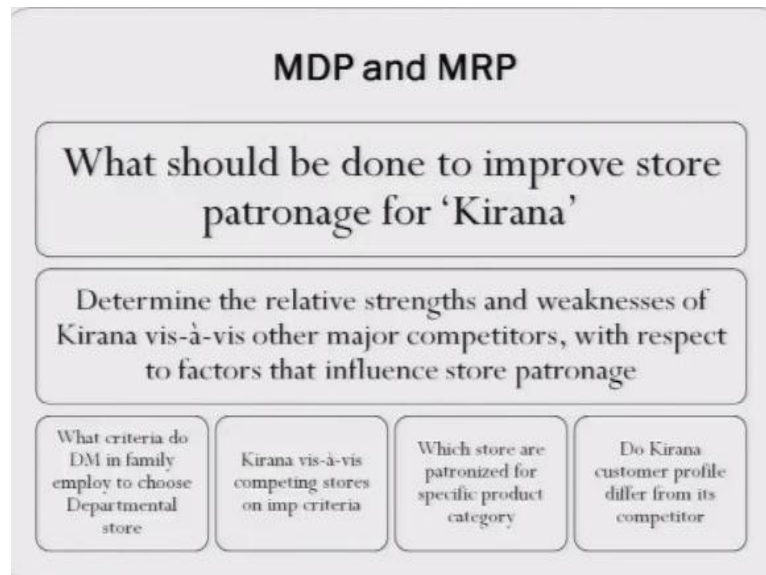 MDP and MRP
What should be done to improve store
patronage for ‘Kirana’
Determine the relative strengths and weaknesses of
Kirana vis-à-vis other major competitors, with respect
to factors that influence store patronage
What criteria do
DM in family
employ to choose
Departmental
store
Kirana vis-à-vis
competing stores
on imp criteria
Which store are
patronized for
specific product
category
Do Kirana
customer profile
differ from its
competitor